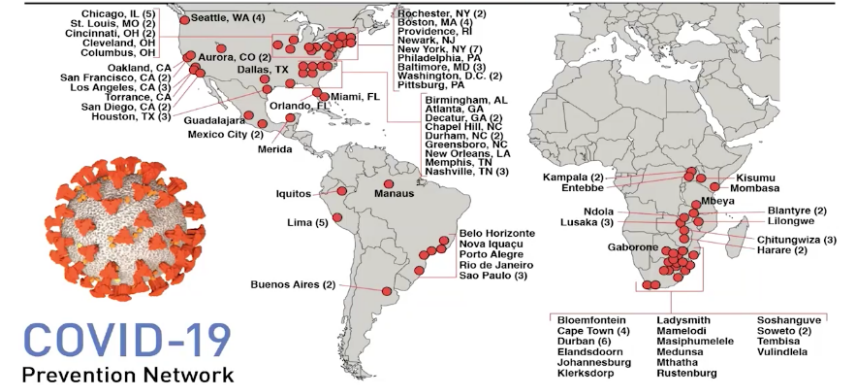 Chicago, IL (5)
St. Louis, MO (2)
Cincinnati, OH (2)
Cleveland, OH
Columbus, OH
Seattle, WA (4)
Aurora, CO (2)
Oakland, CA
San Francisco, CA (2)
Los Angeles, CA (3)
Torrance, CA
San Diego, CA (2)
Houston, TX (3)
Dallas, TX
Orlando, FL
Miami, FL
Guadalajara
Mexico City (2)
Merida
Rochester, NY (2)
Boston, MA (4)
Providence, RI
Newark, NJ
New York, NY (7)
Philadelphia, PA
Baltimore, MD (3)
Washington, D.C. (2)
Pittsburg, PA
Birmingham, AL
Atlanta, GA
Decatur, GA (2)
Chapel Hill, NC
Durham, NC (2)
Greensboro, NC
New Orleans, LA
Memphis, TN
Nashville, TN (3)
Iquitos
Manaus
Lima (5)
Belo Horizonte
Nova Iguaçu
Porto Alegre
Rio de Janeiro
Sao Paulo (3)
Buenos Aires (2)
Kampala (2)
Entebbe
Kisumu
Mombasa
Mbeya
Ndola
Lusaka (3)
Blantyre (2)
Lilongwe
Gaborone
Chitungwiza (3)
Harare (2)
Bloemfontein
Cape Town (4)
Durban (6)
Elandsdoorn
Johannesburg
Klerksdorp
Ladysmith
Mamelodi
Masiphumelele
Medunsa
Mthatha
Rustenburg
Soshanguve
Soweto (2)
Tembisa
Vulindlela
COVID-19
Prevention Network